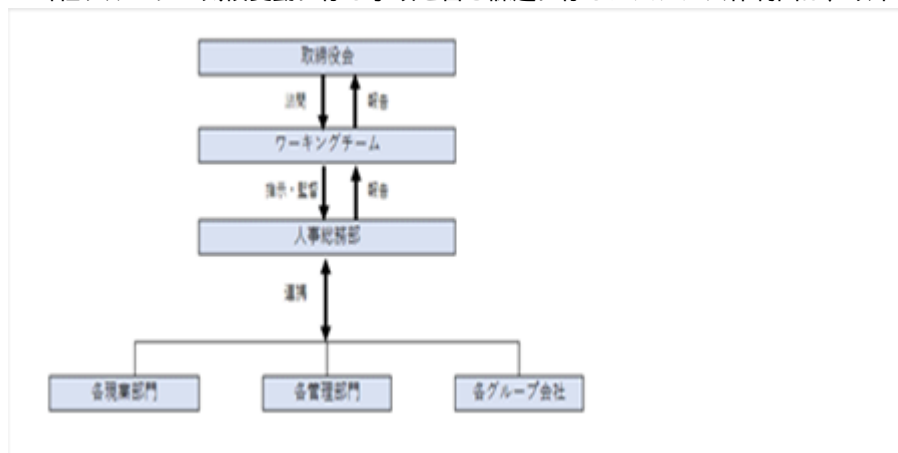 取締役会
諮問 報告
ワーキングチーム
指示・監督 報告
人事総務部
連携
各現業部門 各管理部門 各グループ会社